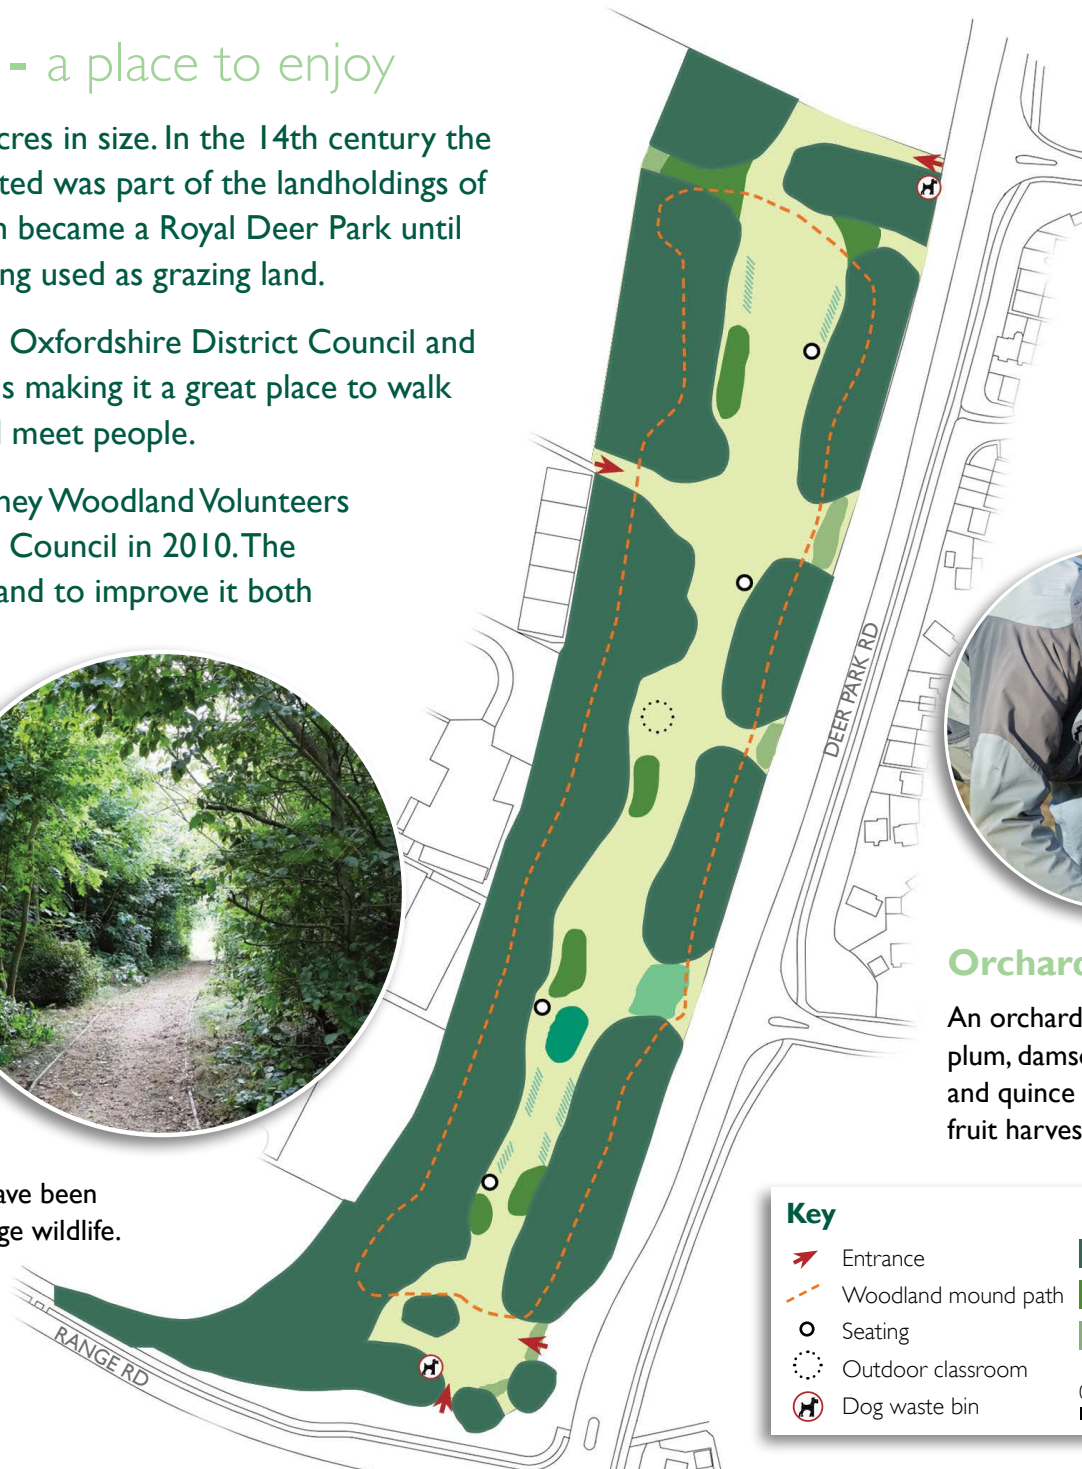 - a place to enjoy
cres in size. In the 14th century the
ted was part of the landholdings of
n became a Royal Deer Park until
ng used as grazing land.
Oxfordshire District Council and
s making it a great place to walk
meet people.
ney Woodland Volunteers
Council in 2010. The
and to improve it both
ave been
ge wildlife.
RANGE RD
DEER PARK RD
Orchard
An orchard
plum, damso
and quince
fruit harves
Key
Entrance
Woodland mound path
Seating
Outdoor classroom
Dog waste bin